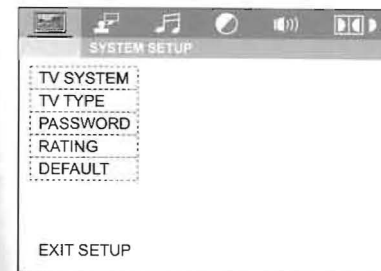 SYSTEM SETUP
TV SYSTEM
TV TYPE
PASSWORD
RATING
DEFAULT
EXIT SETUP